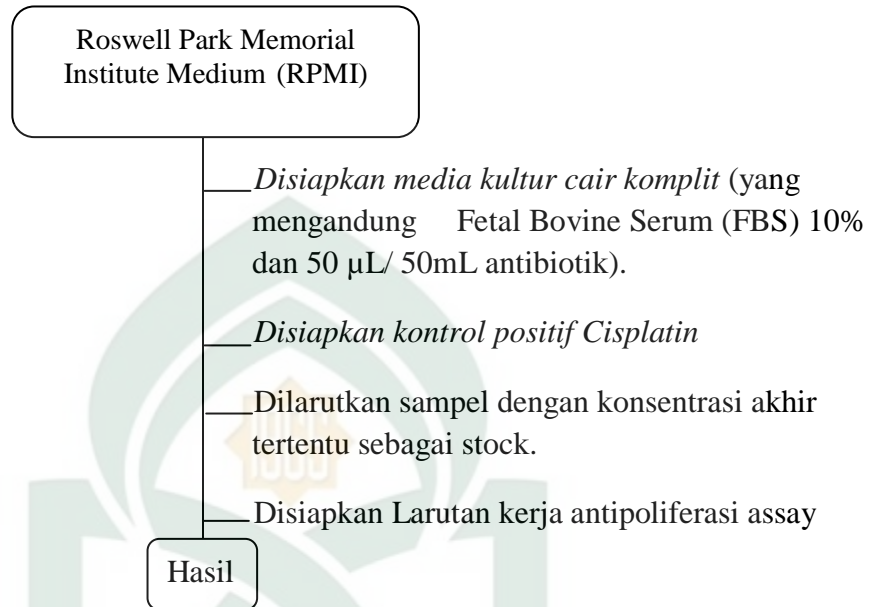 Roswell Park Memorial
Institute Medium (RPMI)
Disiapkan media kultur cair komplit (yang
mengandung Fetal Bovine Serum (FBS) 10%
dan 50 µL/ 50mL antibiotik).
Disiapkan kontrol positif Cisplatin
Dilarutkan sampel dengan konsentrasi akhir
tertentu sebagai stock.
Disiapkan Larutan kerja antipoliferasi assay
Hasil